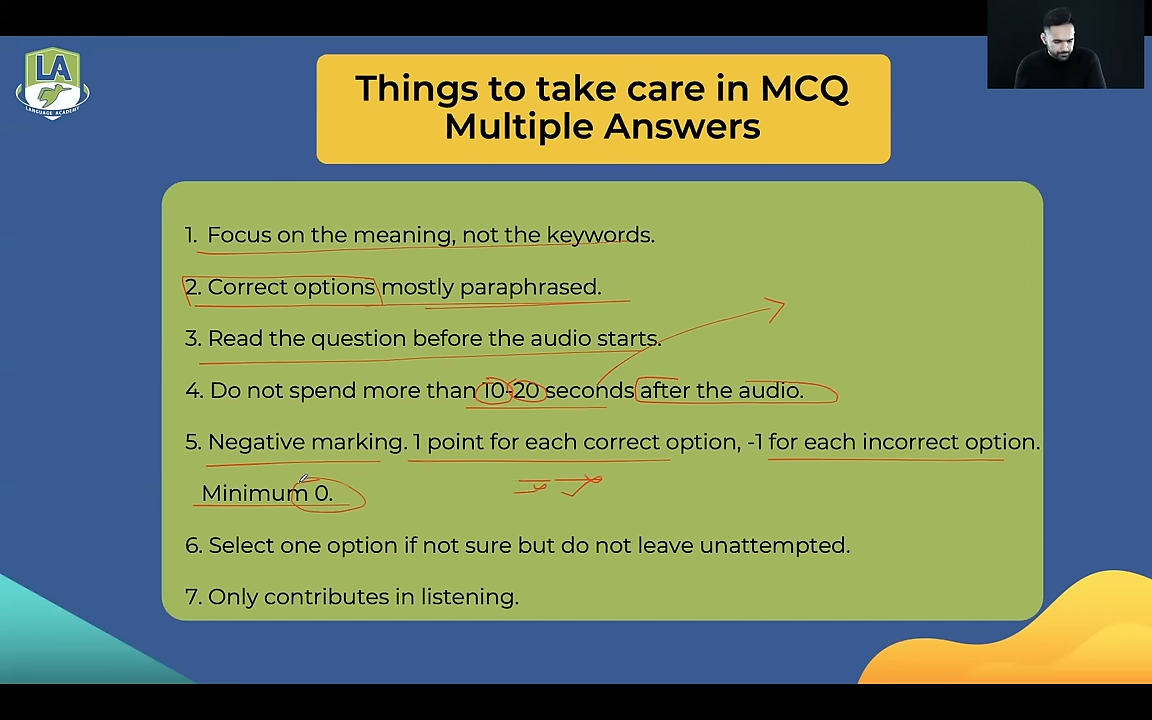 LA
LANGUAGE ACADEMY
Things to take care in MCQ
Multiple Answers
1. Focus on the meaning, not the keywords.
2. Correct options mostly paraphrased.
3. Read the question before the audio starts.
4. Do not spend more than 10-20 seconds after the audio.
5. Negative marking. 1 point for each correct option, -1 for each incorrect option.
Minimum 0.
6. Select one option if not sure but do not leave unattempted.
7. Only contributes in listening.